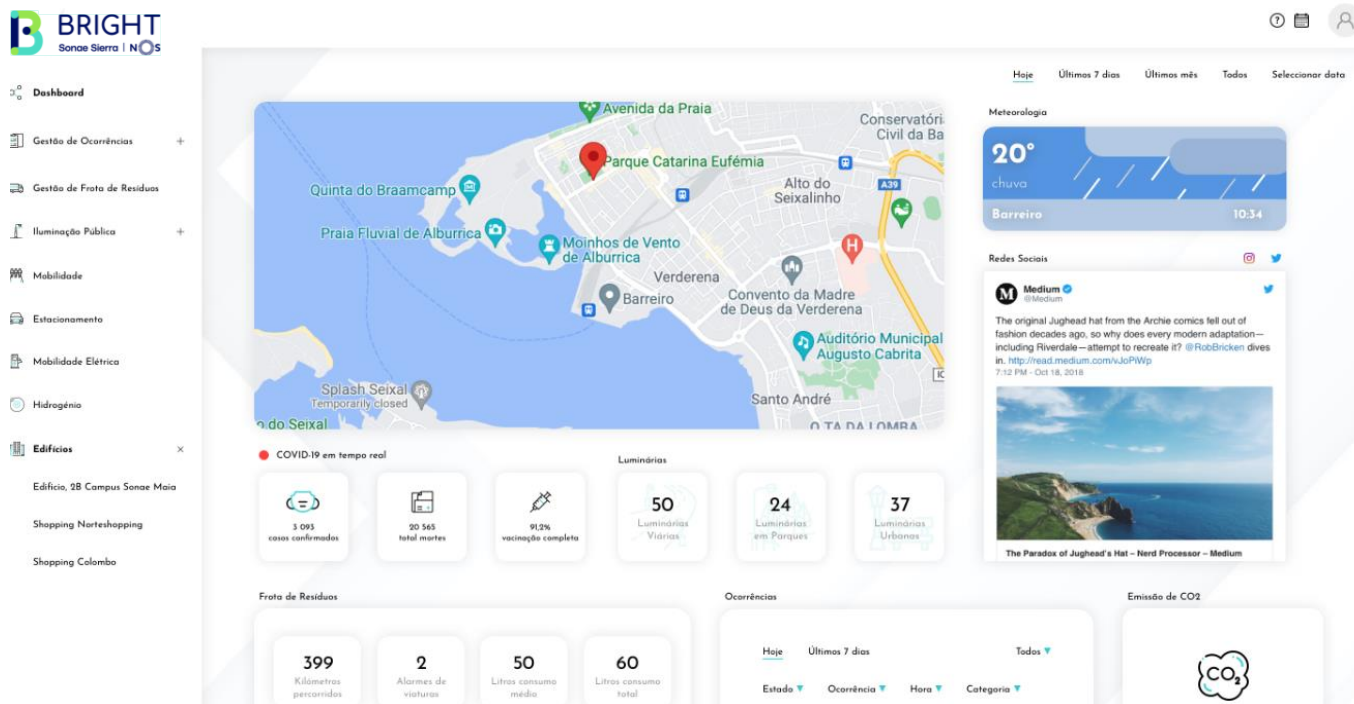 BRIGHT
Sonae Sierra | NOS
Dashboard
Gestão de Ocorrências +
Gestão de Frota de Resíduos
Iluminação Pública +
Mobilidade
Estacionamento
Mobilidade Elétrica
Hidrogénio
Edifícios ×
Edifício, 2B Campus Sonae Maia
Shopping Norteshopping
Shopping Colombo
Hoje Últimos 7 dias Últimos mês Todos Seleccionar data
Avenida da Praia
Conservatóri
Civil da Ba
Parque Catarina Eufémia
Quinta do Braamcamp
Alto do
Seixalinho
A39
Praia Fluvial de Alburrica
Moinhos de Vento
de Alburrica
H
Verderena
Barreiro
Convento da Madre
de Deus da Verderena
Auditório Municipal
Augusto Cabrita
IC
Splash Seixal
Temporarily closed
Santo André
o do Seixal
O TA DA LOMBA
Meteorologia
20°
chuva
Barreiro 10:34
Redes Sociais
M
Medium
@Medium
The original Jughead hat from the Archie comics fell out of
fashion decades ago, so why does every modern adaptation—
including Riverdale—attempt to recreate it? @RobBricken dives
in. http://read.medium.com/vJoPiWp
7:12 PM - Oct 18, 2018
The Paradox of Jughead's Hat – Nerd Processor – Medium
COVID-19 em tempo real
3 093
casos confirmados
20 565
total mortes
91,2%
vacinação completa
Luminárias
50
Luminárias
Viárias
24
Luminárias
em Parques
37
Luminárias
Urbanas
Frota de Resíduos
399
Kilómetros
percorridos
2
Alarmes de
viaturas
50
Litros consumo
médio
60
Litros consumo
total
Ocorrências
Hoje Últimos 7 dias Todos
Estado Ocorrência Hora Categoria
Emissão de CO2
CO2